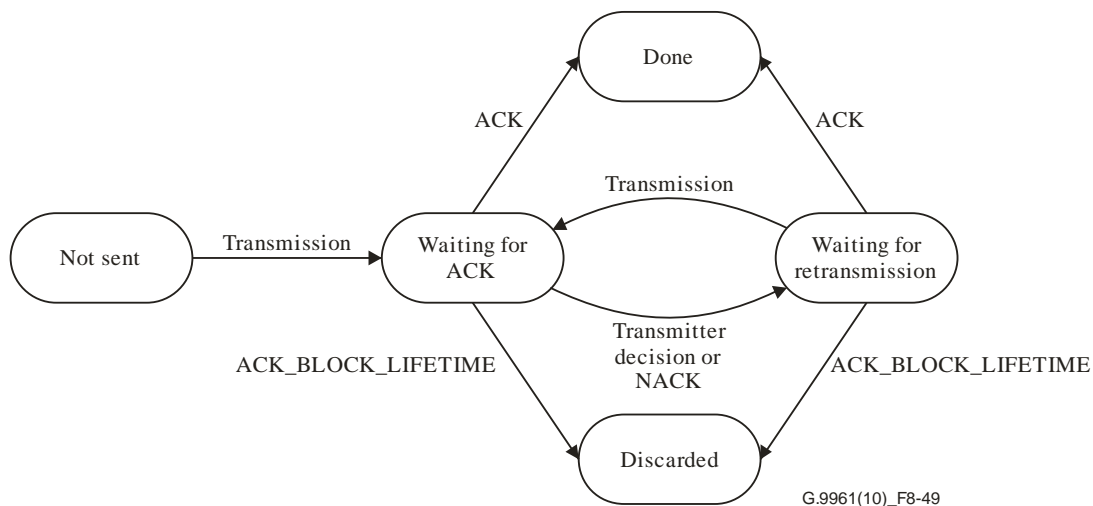 Done
ACK
ACK
Transmission
Not sent
Transmission
Waiting for
ACK
Waiting for
retransmission
Transmitter
decision or
NACK
ACK_BLOCK_LIFETIME
ACK_BLOCK_LIFETIME
Discarded
G.9961(10)_F8-49